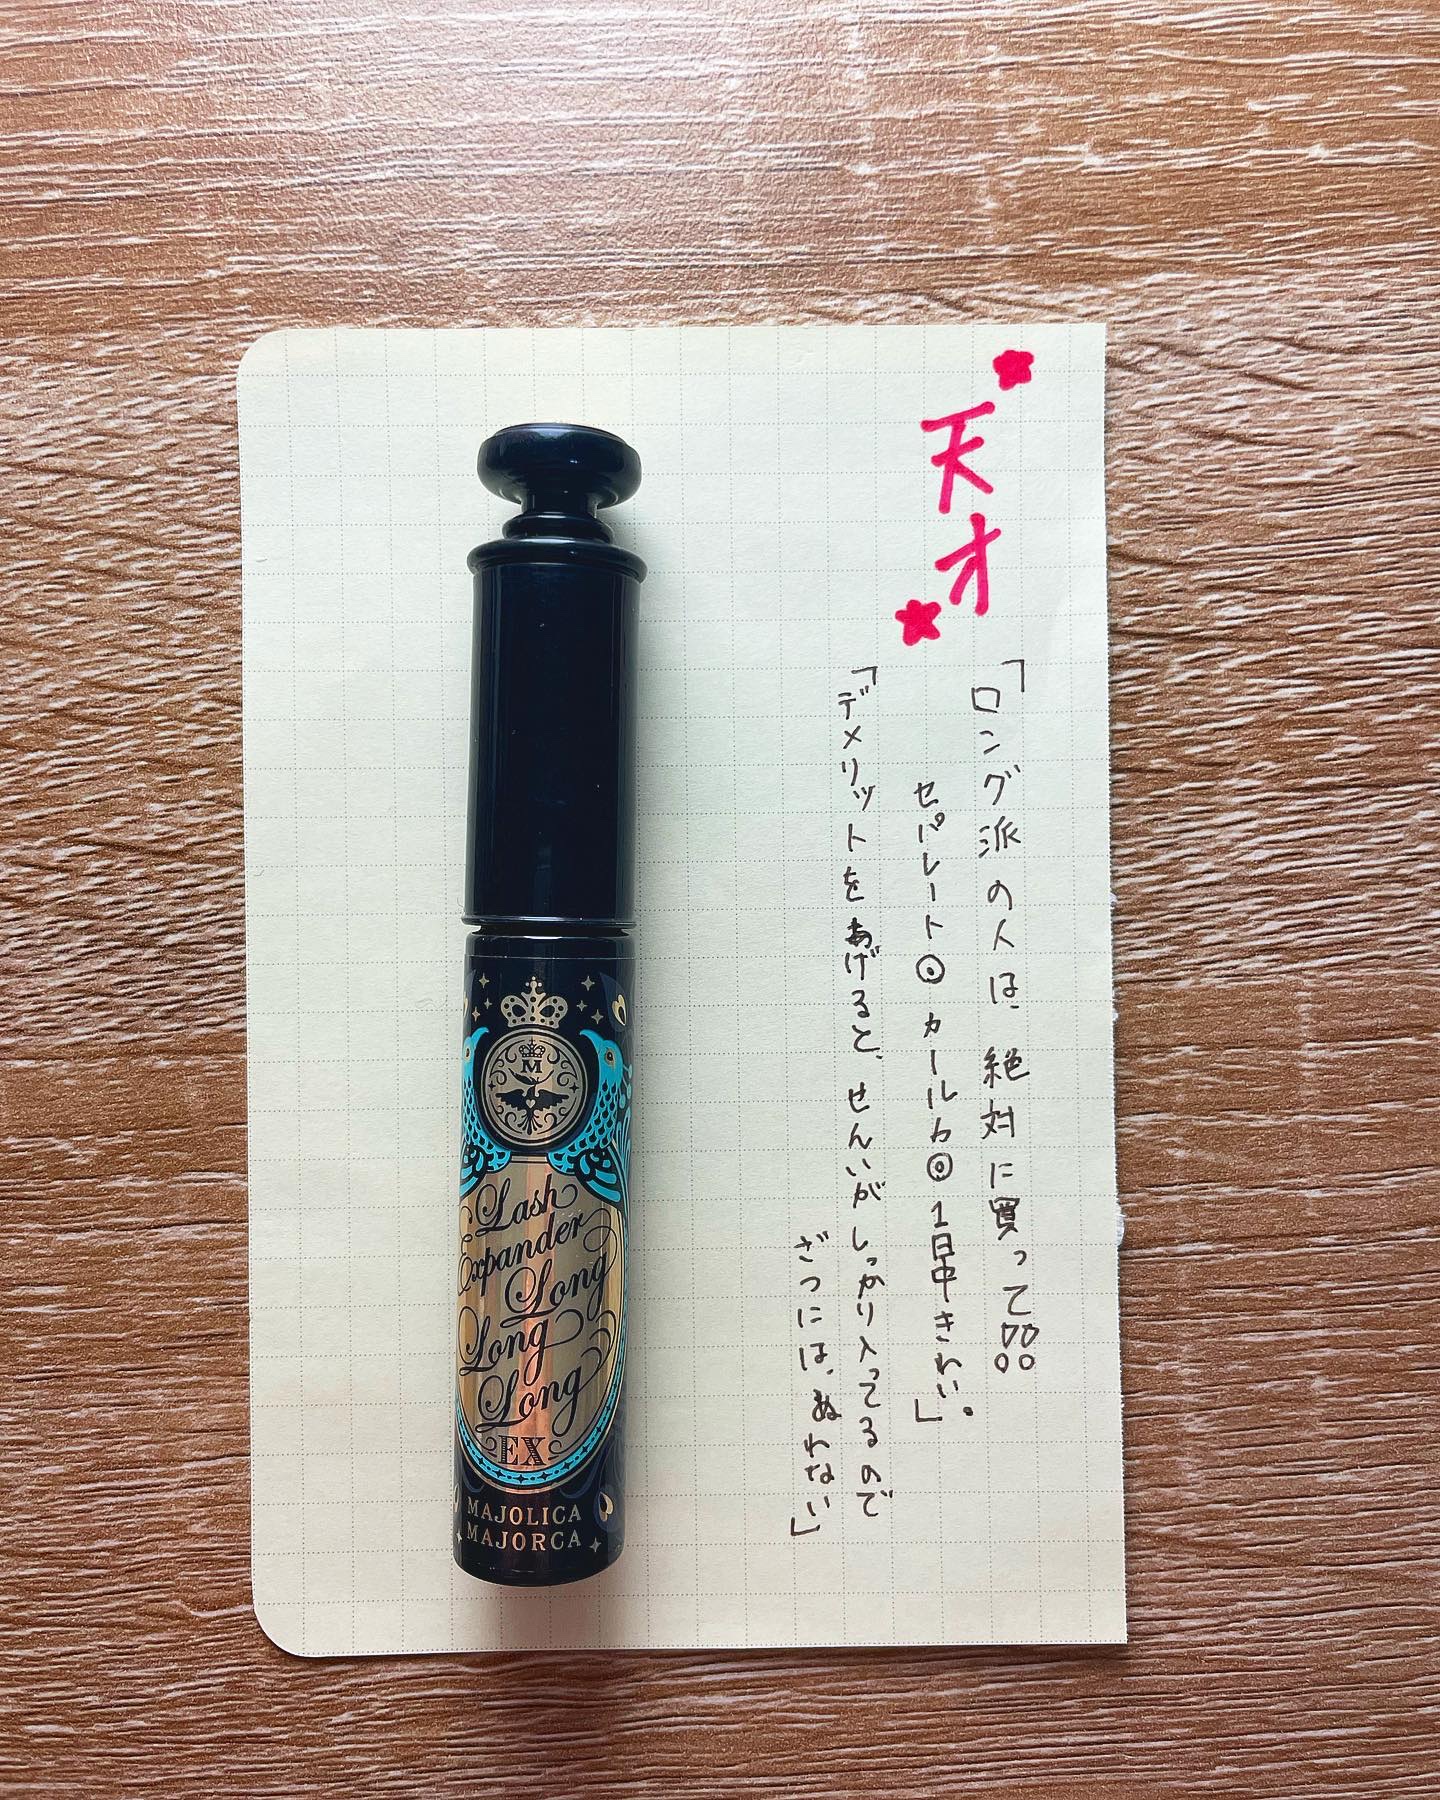 天才
「ロング派の人は、絶対に買って!!
セパレート◎カール力◎1日中きれい。」
「デメリットをあげると、せんいがしっかり入ってるので
ざつには、ぬれない」
M
Lash
Expander
Long
Long
Long
EX
MAJOLICA
MAJORCA